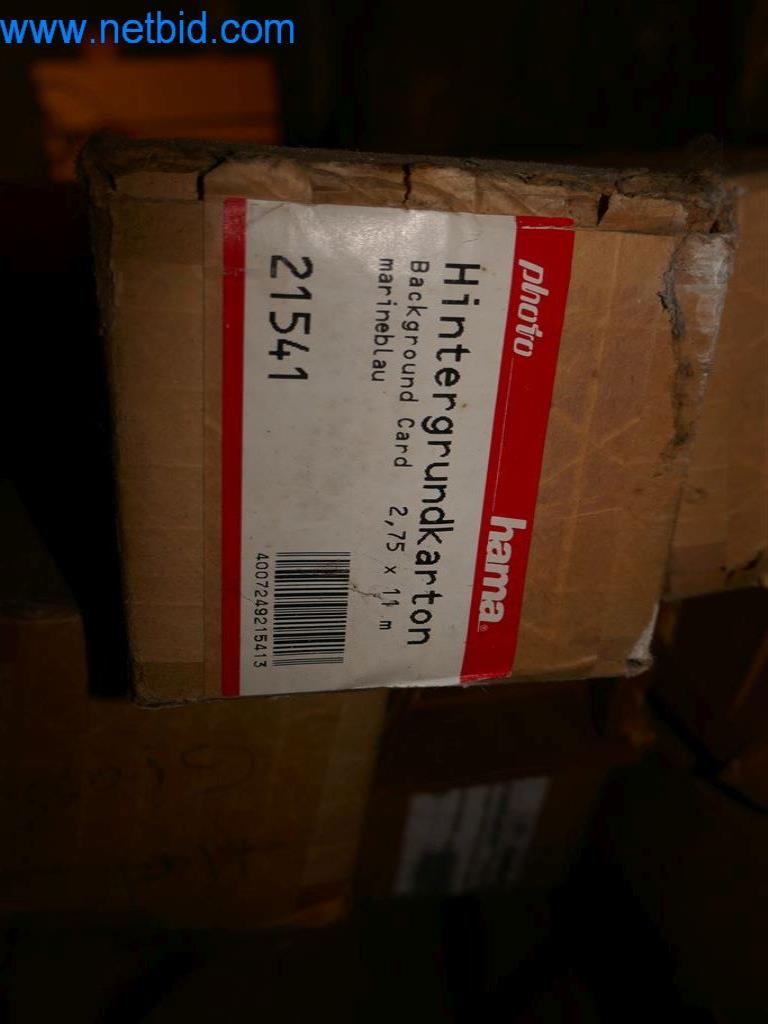 www.netbid.com
photo hama®
Hintergrundkarton
Background Card 2,75 x 11 m
marineblau
21541
4007249215413